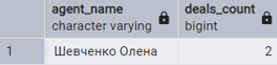 agent_name deals_count
character varying bigint
1 Шевченко Олена 2